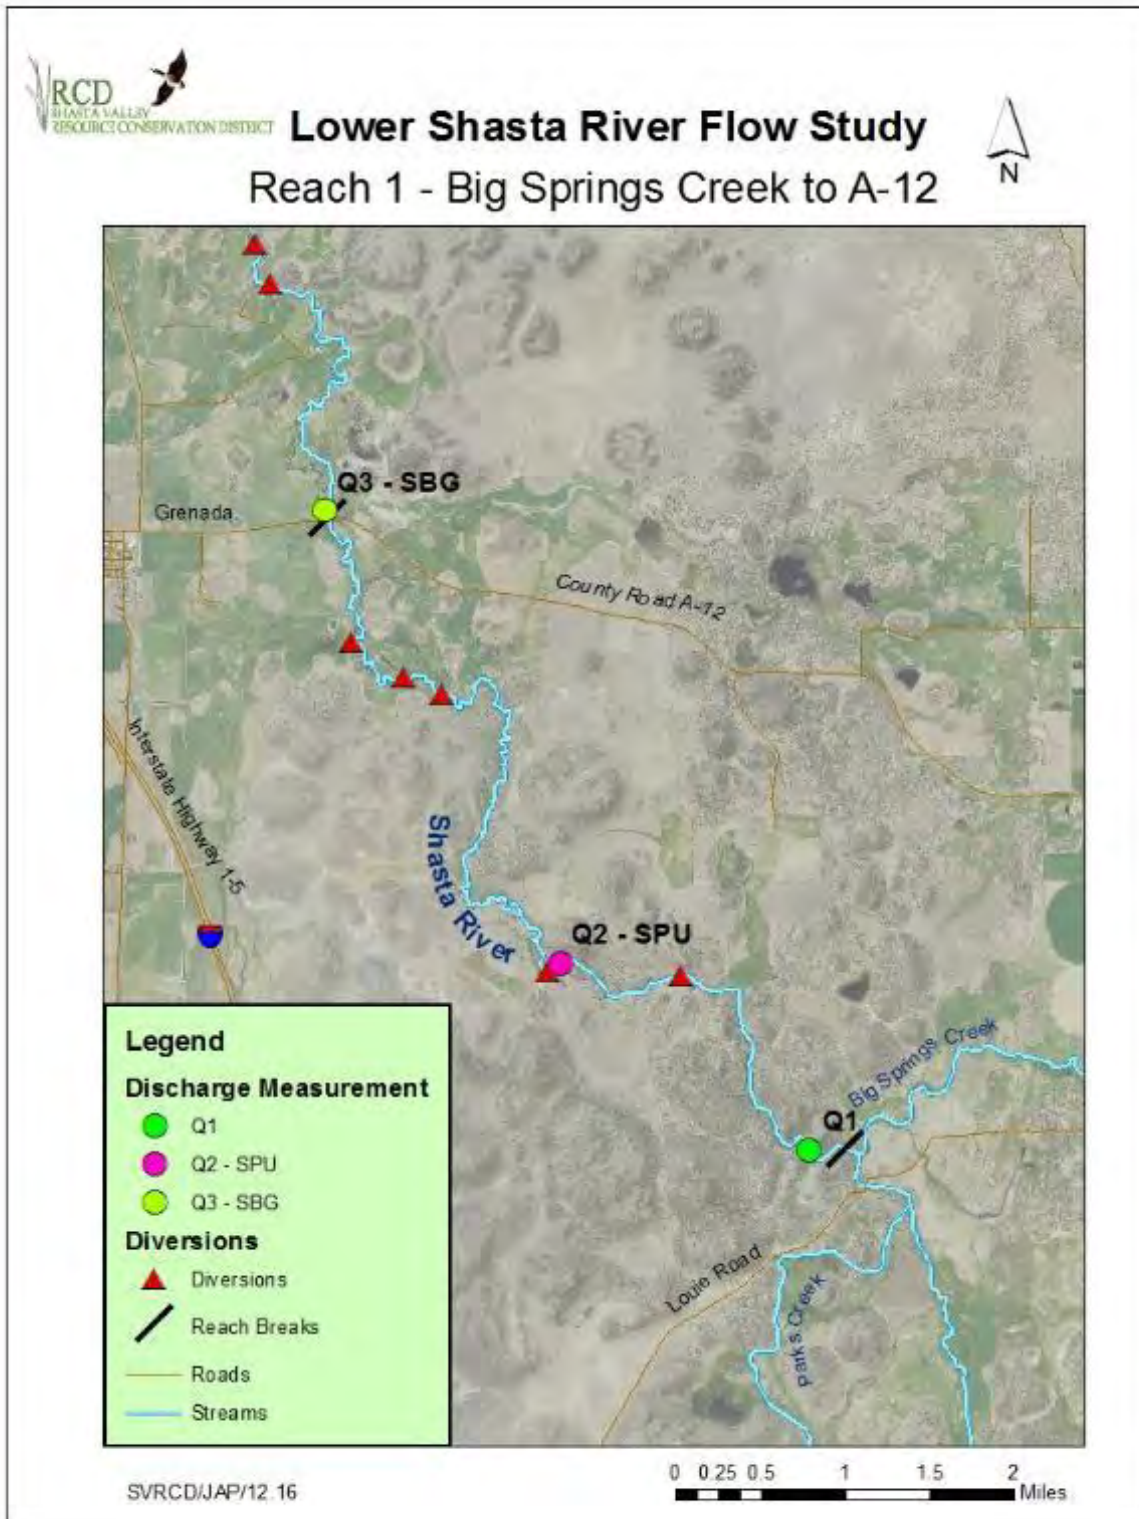 RCD
SHASTA VALLEY
RESOURCE CONSERVATION DISTRICT
Lower Shasta River Flow Study
Reach 1 - Big Springs Creek to A-12
N
Q3 - SBG
Grenada
County Road A-12
Interstate Highway 1-5
Shasta River
Q2 - SPU
Big Springs Creek
Q1
Louie Road
Parks Creek
Legend
Discharge Measurement
Q1
Q2 - SPU
Q3 - SBG
Diversions
Diversions
Reach Breaks
Roads
Streams
SVRCD/JAP/12.16
0 0.25 0.5 1 1.5 2
Miles